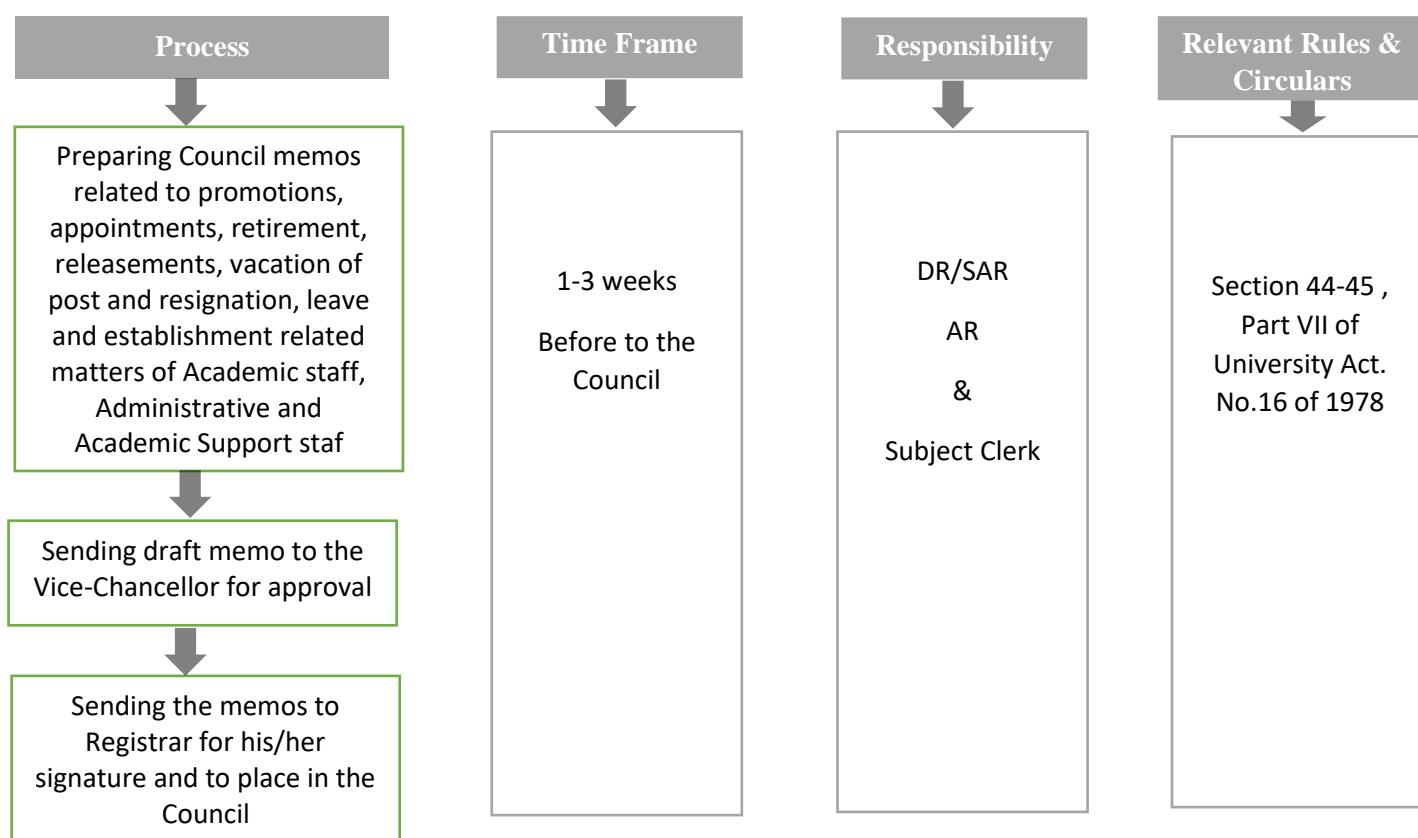 Process
Preparing Council memos
related to promotions,
appointments, retirement,
releasements, vacation of
post and resignation, leave
and establishment related
matters of Academic staff,
Administrative and
Academic Support staf
Sending draft memo to the
Vice-Chancellor for approval
Sending the memos to
Registrar for his/her
signature and to place in the
Council
Time Frame
1-3 weeks
Before to the
Council
Responsibility
DR/SAR
AR
&
Subject Clerk
Relevant Rules &
Circulars
Section 44-45 ,
Part VII of
University Act.
No.16 of 1978